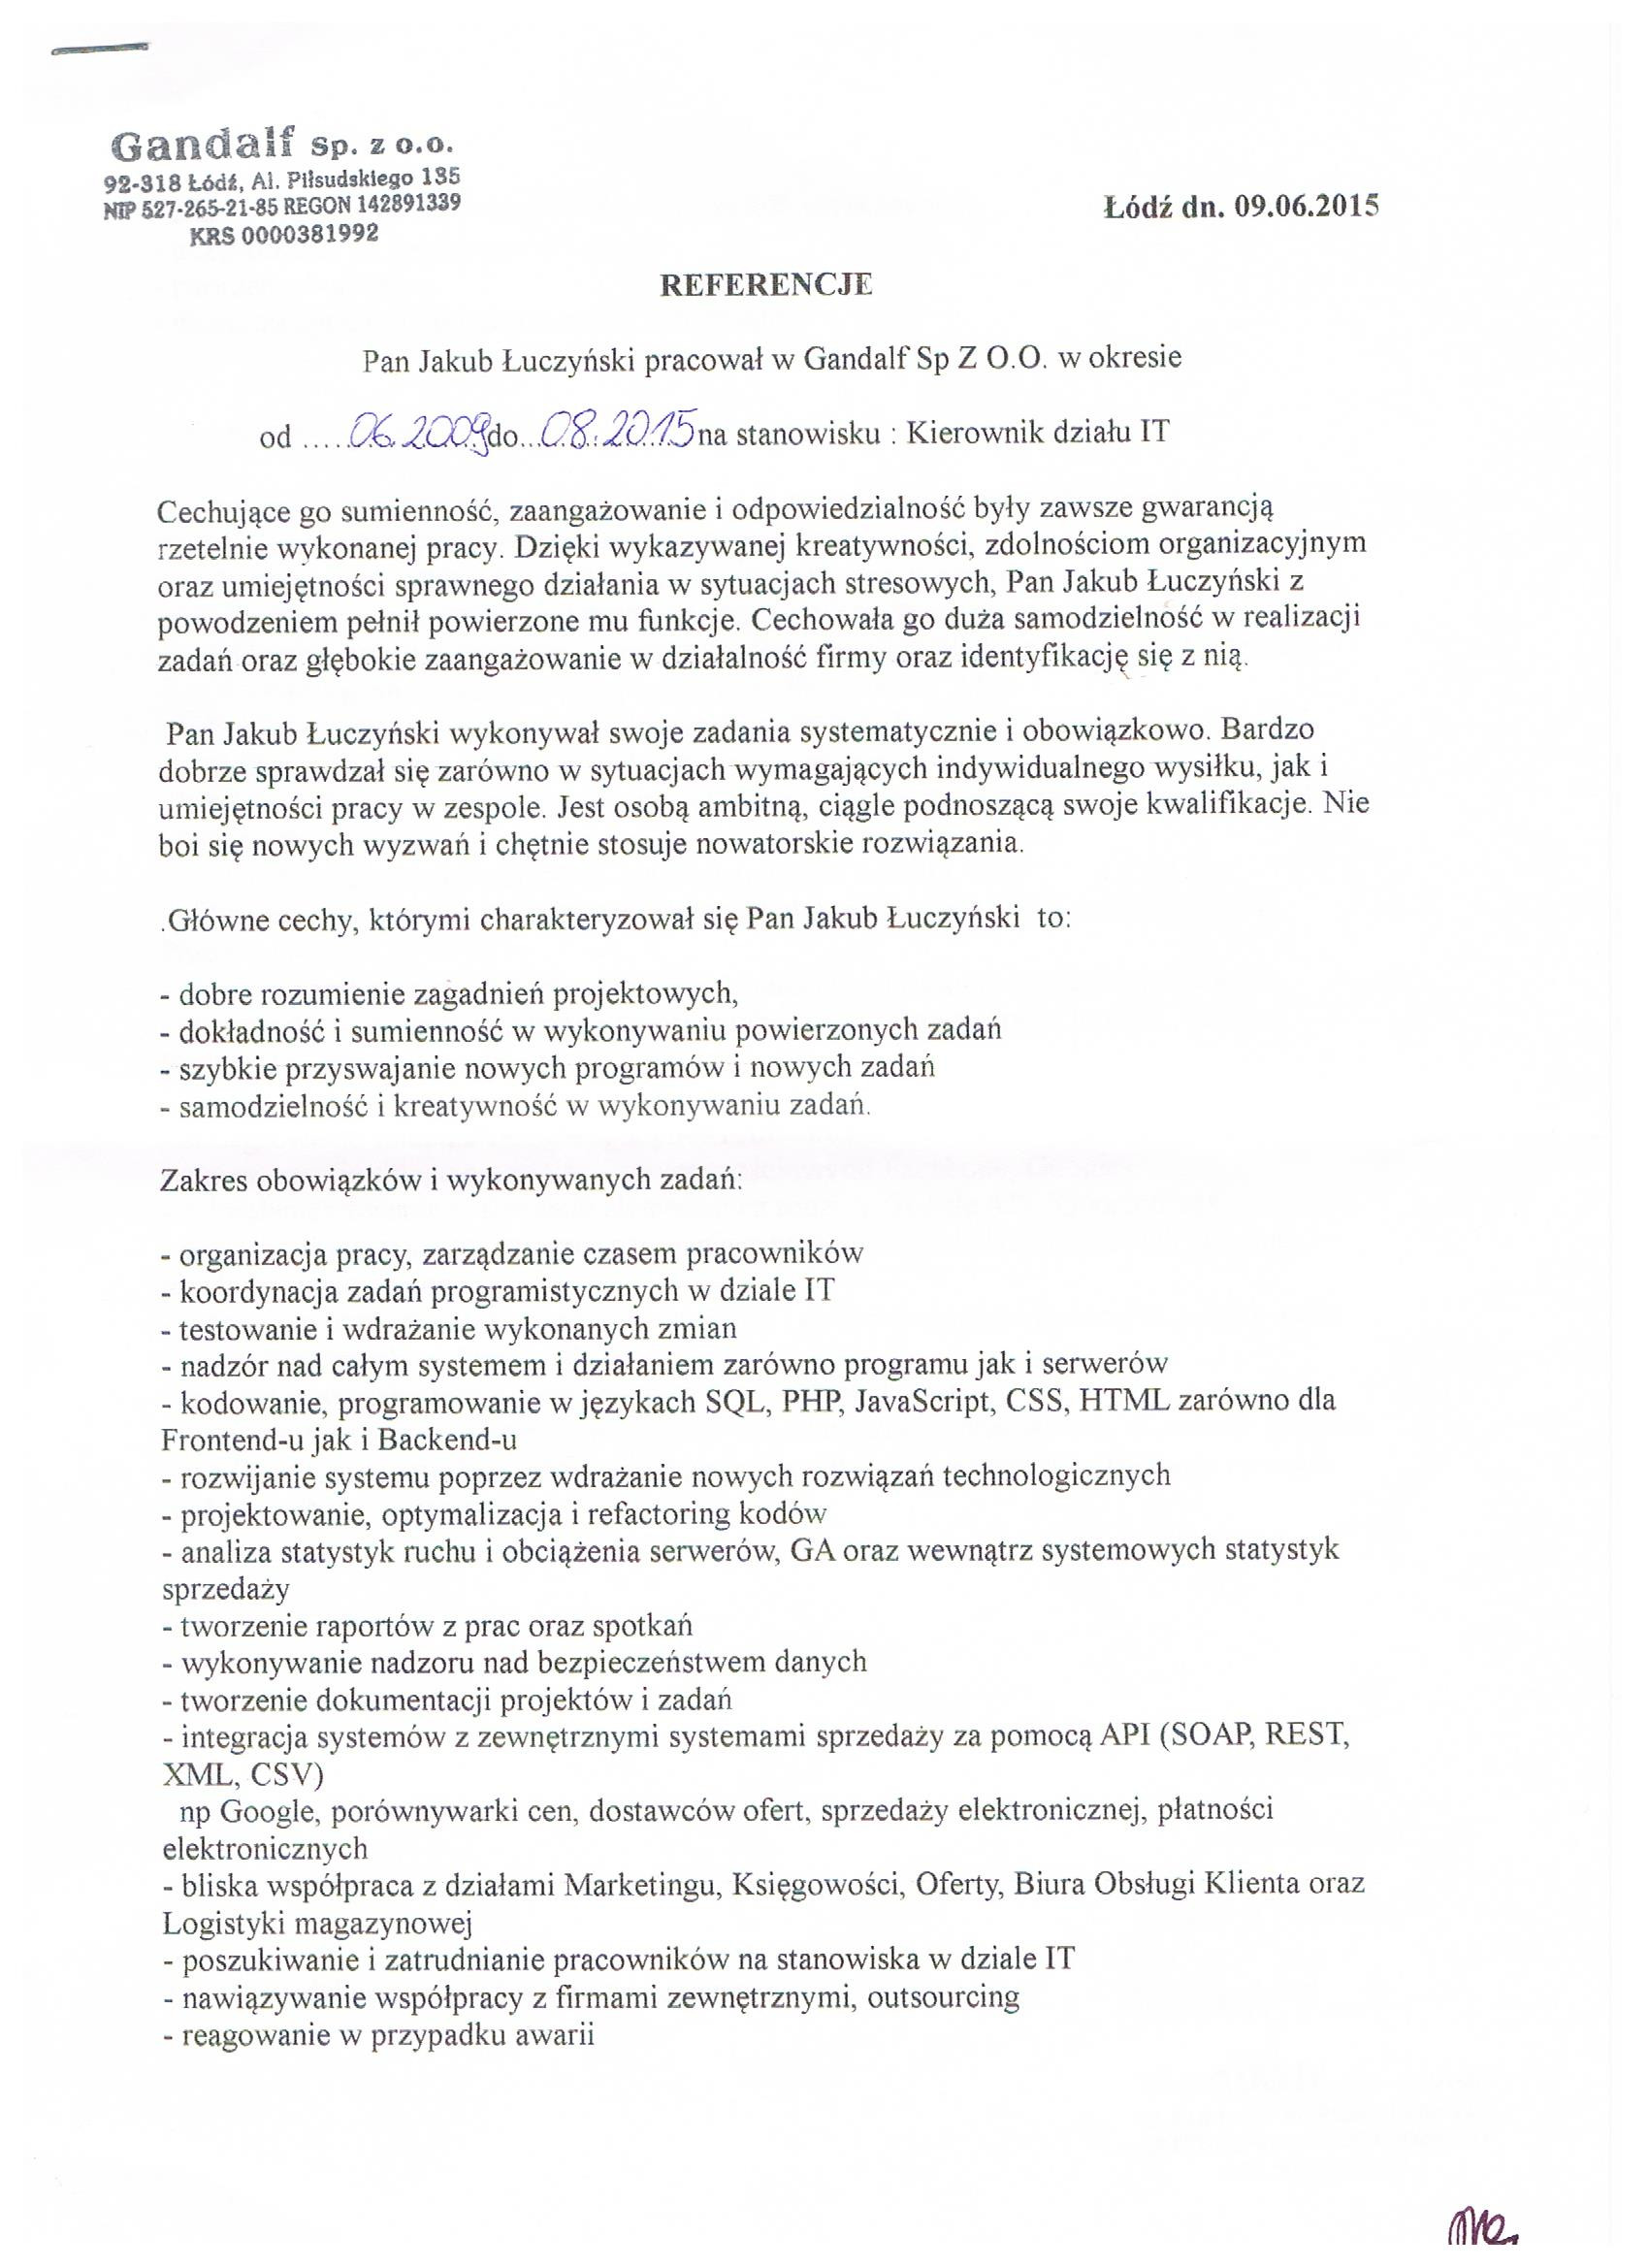 Gandalf sp. z o.o.
92-318 Łódź, Al. Piłsudskiego 135
NIP 527-265-21-85 REGON 142891339
KRS 0000381992
Łódź dn. 09.06.2015
REFERENCJE
Pan Jakub Łuczyński pracował w Gandalf Sp Z O.O. w okresie
od .....06.2009do...08.2015na stanowisku : Kierownik działu IT
Cechujące go sumienność, zaangażowanie i odpowiedzialność były zawsze gwarancją
rzetelnie wykonanej pracy. Dzięki wykazywanej kreatywności, zdolnościom organizacyjnym
oraz umiejętności sprawnego działania w sytuacjach stresowych, Pan Jakub Łuczyński z
powodzeniem pełnił powierzone mu funkcje. Cechowała go duża samodzielność w realizacji
zadań oraz głębokie zaangażowanie w działalność firmy oraz identyfikację się z nią.
Pan Jakub Łuczyński wykonywał swoje zadania systematycznie i obowiązkowo. Bardzo
dobrze sprawdzał się zarówno w sytuacjach wymagających indywidualnego wysiłku, jak i
umiejętności pracy w zespole. Jest osobą ambitną, ciągle podnoszącą swoje kwalifikacje. Nie
boi się nowych wyzwań i chętnie stosuje nowatorskie rozwiązania.
.Główne cechy, którymi charakteryzował się Pan Jakub Łuczyński to:
- dobre rozumienie zagadnień projektowych,
- dokładność i sumienność w wykonywaniu powierzonych zadań
- szybkie przyswajanie nowych programów i nowych zadań
- samodzielność i kreatywność w wykonywaniu zadań.
Zakres obowiązków i wykonywanych zadań:
- organizacja pracy, zarządzanie czasem pracowników
- koordynacja zadań programistycznych w dziale IT
- testowanie i wdrażanie wykonanych zmian
- nadzór nad całym systemem i działaniem zarówno programu jak i serwerów
- kodowanie, programowanie w językach SQL, PHP, JavaScript, CSS, HTML zarówno dla
Frontend-u jak i Backend-u
- rozwijanie systemu poprzez wdrażanie nowych rozwiązań technologicznych
- projektowanie, optymalizacja i refactoring kodów
- analiza statystyk ruchu i obciążenia serwerów, GA oraz wewnątrz systemowych statystyk
sprzedaży
- tworzenie raportów z prac oraz spotkań
- wykonywanie nadzoru nad bezpieczeństwem danych
- tworzenie dokumentacji projektów i zadań
- integracja systemów z zewnętrznymi systemami sprzedaży za pomocą API (SOAP, REST,
XML, CSV)
np Google, porównywarki cen, dostawców ofert, sprzedaży elektronicznej, płatności
elektronicznych
- bliska współpraca z działami Marketingu, Księgowości, Oferty, Biura Obsługi Klienta oraz
Logistyki magazynowej
- poszukiwanie i zatrudnianie pracowników na stanowiska w dziale IT
- nawiązywanie współpracy z firmami zewnętrznymi, outsourcing
- reagowanie w przypadku awarii